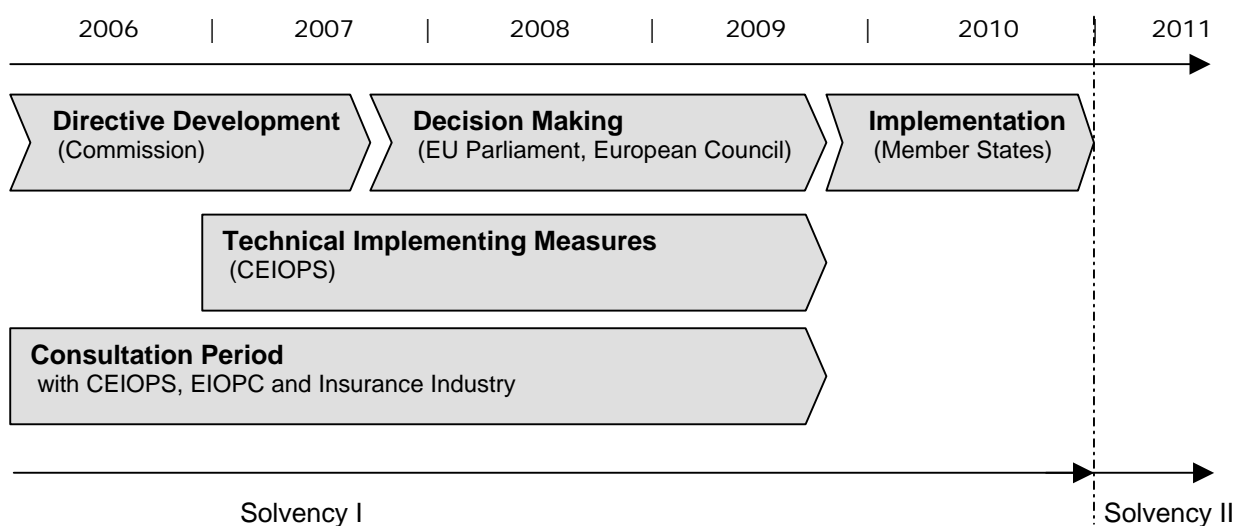 2006 | 2007 | 2008 | 2009 | 2010 | 2011
Directive Development
(Commission)
Decision Making
(EU Parliament, European Council)
Implementation
(Member States)
Technical Implementing Measures
(CEIOPS)
Consultation Period
with CEIOPS, EIOPC and Insurance Industry
Solvency I
Solvency II